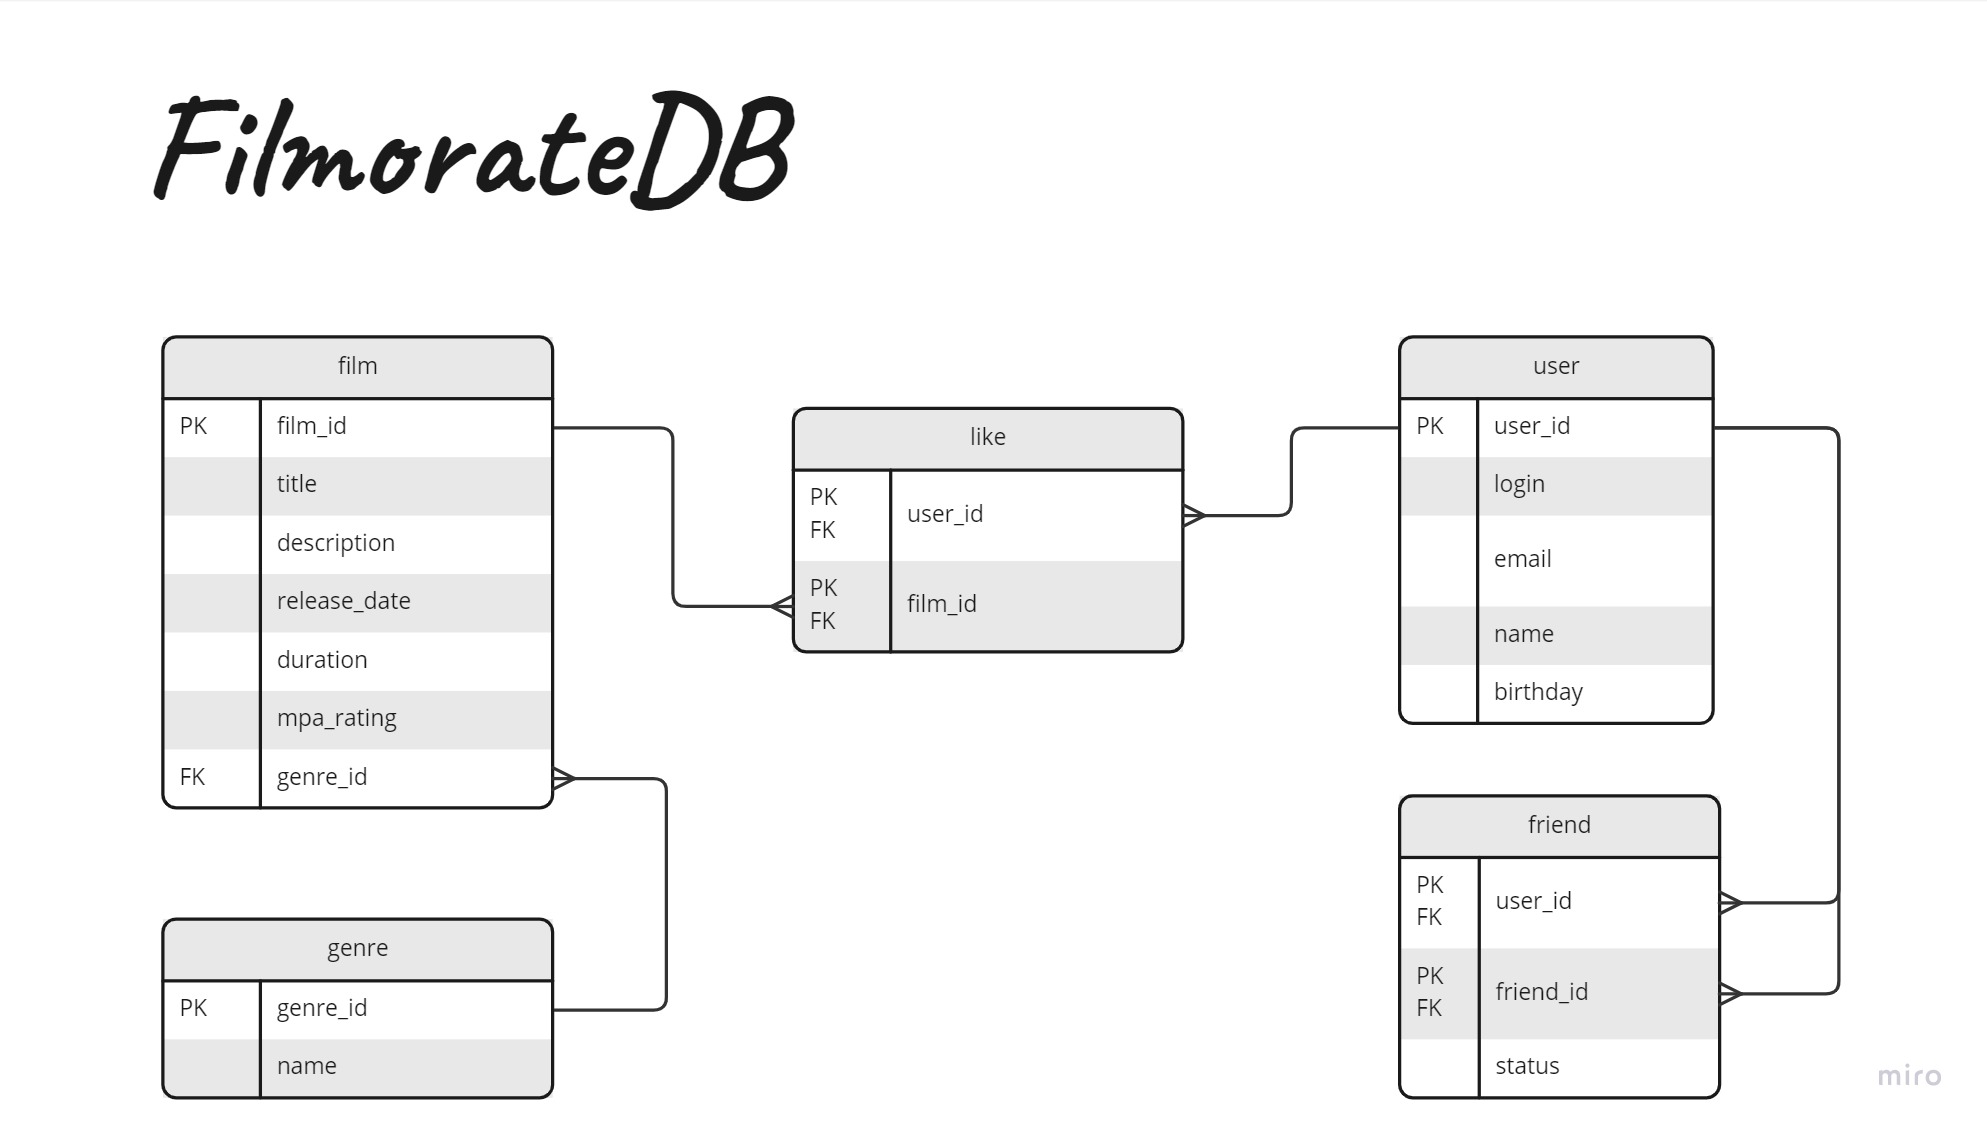 FilmorateDB
film
PK film_id
title
description
release_date
duration
mpa_rating
FK genre_id
genre
PK genre_id
name
like
PK
FK
user_id
PK
FK
film_id
user
PK user_id
login
email
name
birthday
friend
PK
FK
user_id
PK
FK
friend_id
status
miro